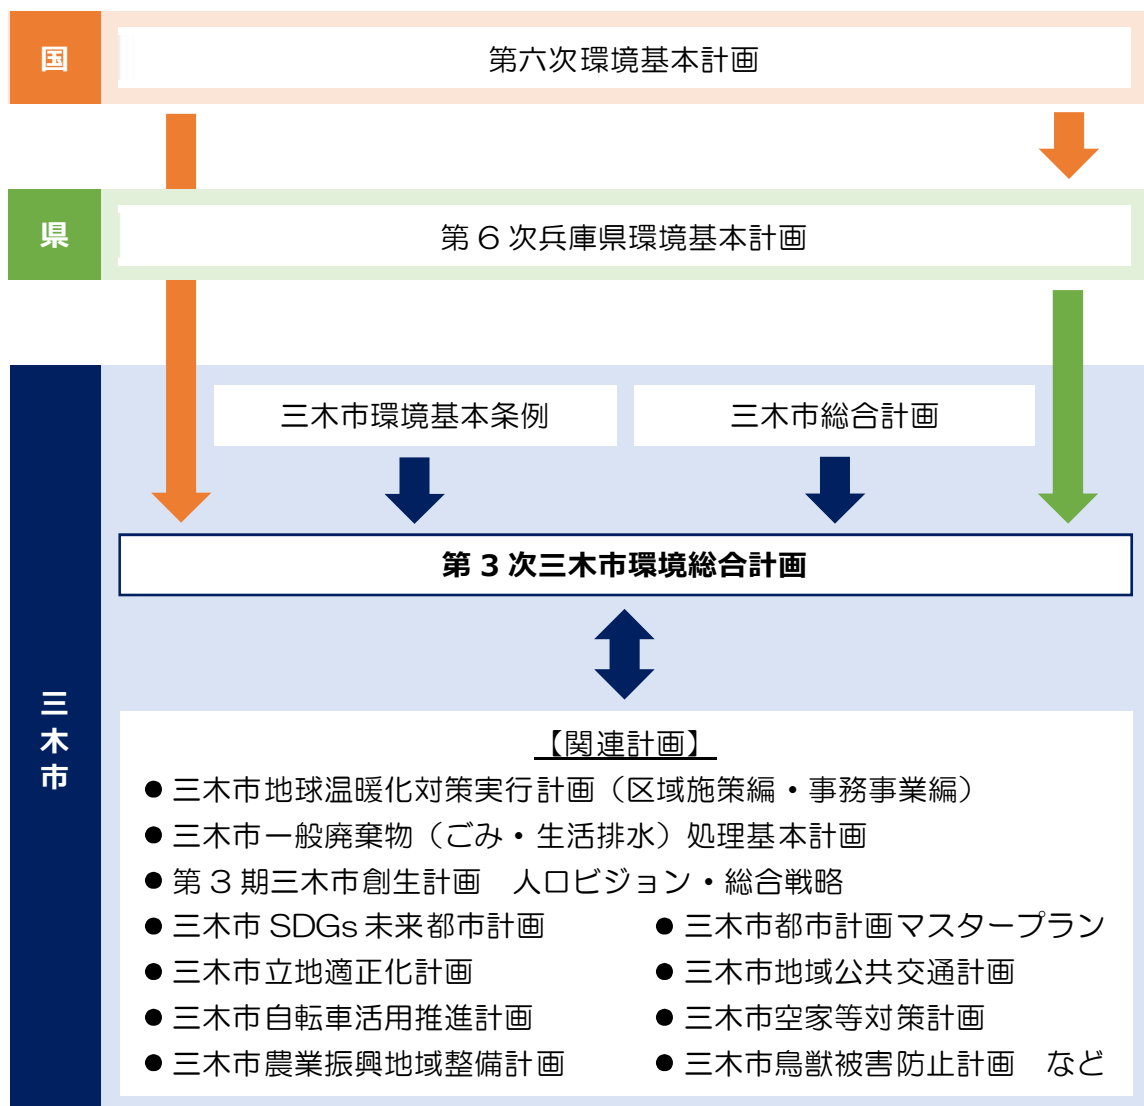 国
第六次環境基本計画
県
第6次兵庫県環境基本計画
三木市
三木市環境基本条例
三木市総合計画
第3次三木市環境総合計画
【関連計画】
●三木市地球温暖化対策実行計画（区域施策編・事務事業編）
●三木市一般廃棄物（ごみ・生活排水）処理基本計画
●第3期三木市創生計画　人口ビジョン・総合戦略
●三木市SDGs未来都市計画
●三木市都市計画マスタープラン
●三木市立地適正化計画
●三木市地域公共交通計画
●三木市自転車活用推進計画
●三木市空家等対策計画
●三木市農業振興地域整備計画
●三木市鳥獣被害防止計画　など